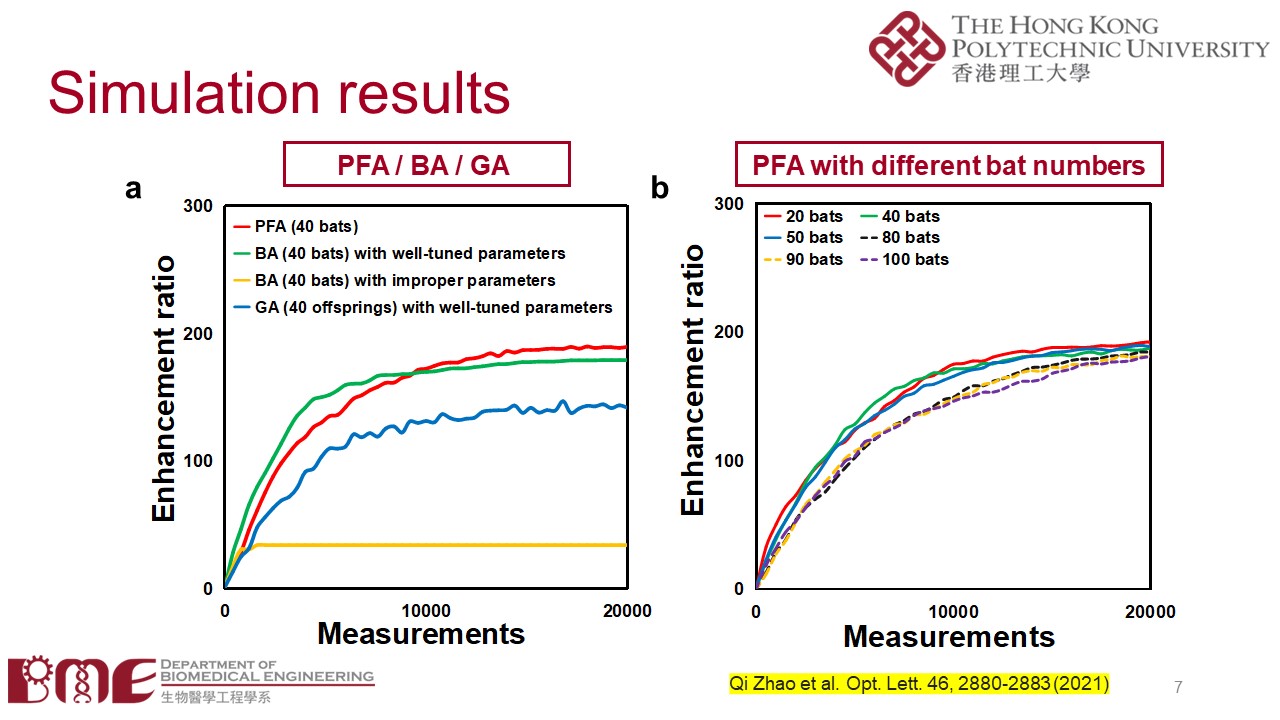 THE HONG KONG
POLYTECHNIC UNIVERSITY
香港理工大學
Simulation results
PFA / BA / GA
a
300
200
100
0
Enhancement ratio
PFA (40 bats)
BA (40 bats) with well-tuned parameters
BA (40 bats) with improper parameters
GA (40 offsprings) with well-tuned parameters
0 10000 20000
Measurements
PFA with different bat numbers
b
300
200
100
0
Enhancement ratio
20 bats 40 bats
50 bats 80 bats
90 bats 100 bats
0 10000 20000
Measurements
BME
DEPARTMENT OF
BIOMEDICAL ENGINEERING
生物醫學工程學系
Qi Zhao et al. Opt. Lett. 46, 2880-2883 (2021)
7